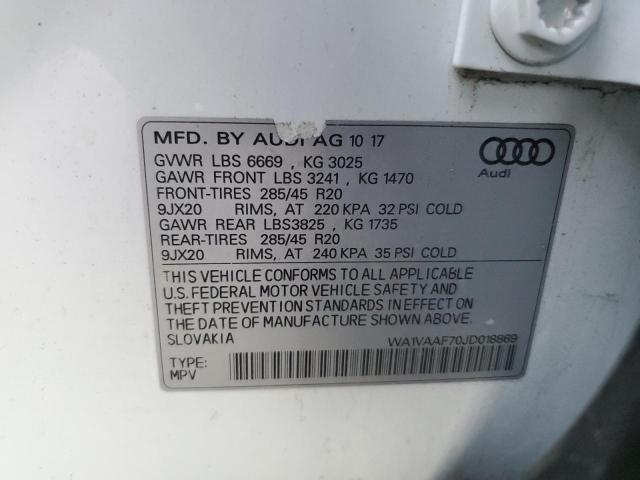 MFD. BY AUDI AG 10 17
GVWR LBS 6669 , KG 3025
GAWR FRONT LBS 3241 , KG 1470
FRONT-TIRES 285/45 R20
9JX20 RIMS, AT 220 KPA 32 PSI COLD
GAWR REAR LBS3825 , KG 1735
REAR-TIRES 285/45 R20
9JX20 RIMS, AT 240 KPA 35 PSI COLD
Audi
THIS VEHICLE CONFORMS TO ALL APPLICABLE
U.S. FEDERAL MOTOR VEHICLE SAFETY AND
THEFT PREVENTION STANDARDS IN EFFECT ON
THE DATE OF MANUFACTURE SHOWN ABOVE.
SLOVAKIA WA1VAAF70JD018869
TYPE:
MPV